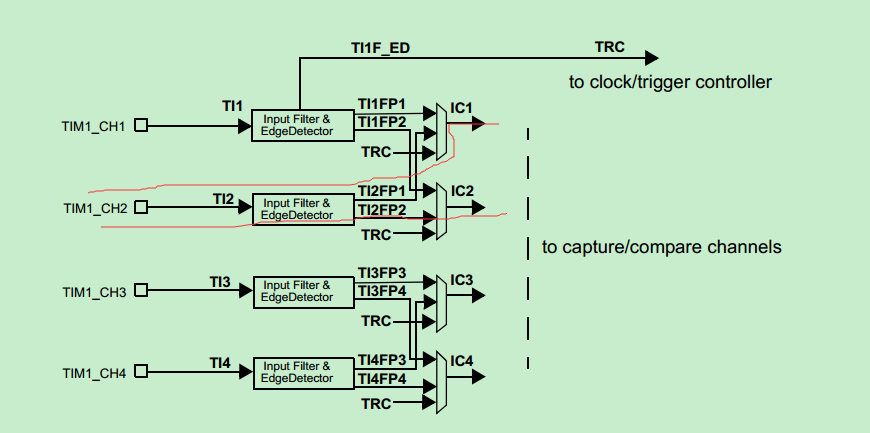 TI1F_ED
TRC
to clock/trigger controller
TI1
TI1FP1
IC1
TIM1_CH1
Input Filter &
EdgeDetector
TI1FP2
TRC
TI2
TI2FP1
IC2
TIM1_CH2
Input Filter &
EdgeDetector
TI2FP2
TRC
to capture/compare channels
TI3
TI3FP3
IC3
TIM1_CH3
Input Filter &
EdgeDetector
TI3FP4
TRC
TI4
TI4FP3
IC4
TIM1_CH4
Input Filter &
EdgeDetector
TI4FP4
TRC